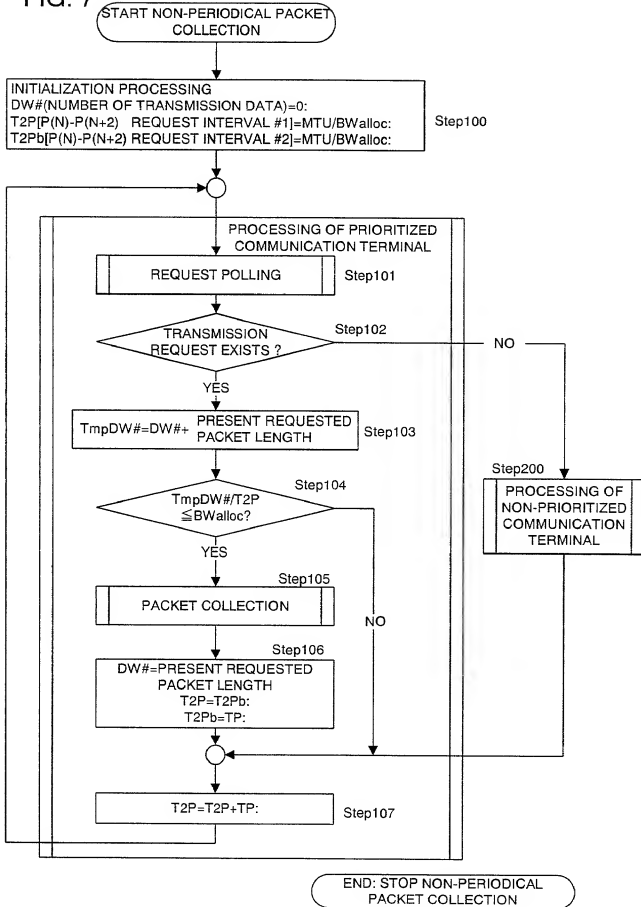 FIG. 7
START NON-PERIODICAL PACKET
COLLECTION
INITIALIZATION PROCESSING
DW#(NUMBER OF TRANSMISSION DATA)=0:
T2P[P(N)-P(N+2) REQUEST INTERVAL #1]=MTU/BWalloc:
T2Pb[P(N)-P(N+2) REQUEST INTERVAL #2]=MTU/BWalloc:
Step100
PROCESSING OF PRIORITIZED
COMMUNICATION TERMINAL
REQUEST POLLING
Step101
TRANSMISSION
REQUEST EXISTS ?
Step102
NO
YES
TmpDW#=DW#+ PRESENT REQUESTED
PACKET LENGTH
Step103
Step104
TmpDW#/T2P
≦BWalloc?
YES
NO
Step200
PROCESSING OF
NON-PRIORITIZED
COMMUNICATION
TERMINAL
Step105
PACKET COLLECTION
Step106
DW#=PRESENT REQUESTED
PACKET LENGTH
T2P=T2Pb:
T2Pb=TP:
T2P=T2P+TP:
Step107
END: STOP NON-PERIODICAL
PACKET COLLECTION